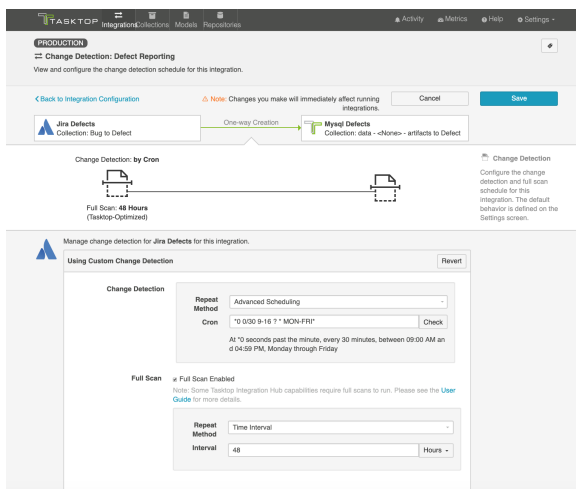 TASKTOP
Integrations
Collections
Models
Repositories
Activity
Metrics
Help
Settings
PRODUCTION
Change Detection: Defect Reporting
View and configure the change detection schedule for this integration.
Back to Integration Configuration
Note: Changes you make will immediately affect running
integrations.
Cancel
Save
Jira Defects
Collection: Bug to Defect
One-way Creation
Mysql Defects
Collection: data - <None> - artifacts to Defect
Change Detection: by Cron
Full Scan: 48 Hours
(Tasktop-Optimized)
Change Detection
Configure the change
detection and full scan
schedule for this
integration. The default
behavior is defined on the
Settings screen.
Manage change detection for Jira Defects for this integration.
Using Custom Change Detection
Revert
Change Detection
Repeat
Method
Advanced Scheduling
Cron
"0 0/30 9-16 ? * MON-FRI"
Check
At "0 seconds past the minute, every 30 minutes, between 09:00 AM an
d 04:59 PM, Monday through Friday
Full Scan
Full Scan Enabled
Note: Some Tasktop Integration Hub capabilities require full scans to run. Please see the User
Guide for more details.
Repeat
Method
Time Interval
Interval
48
Hours